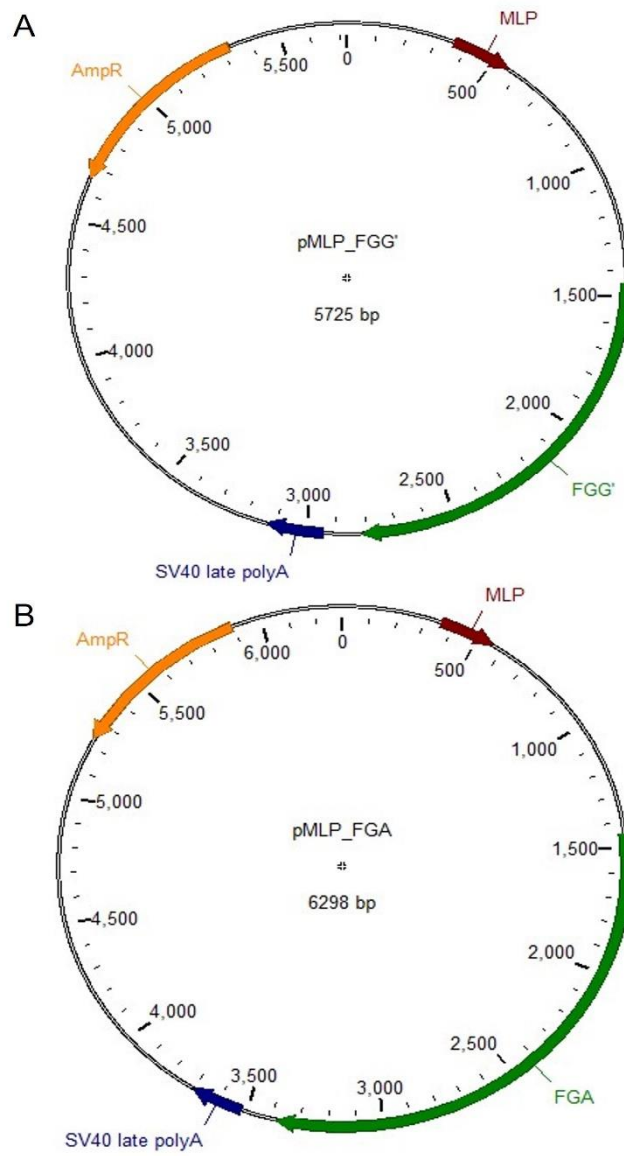 A
MLP
AmpR
5,500
0
500
5,000
1,000
4,500
pMLP_FGG'
1,500
5725 bp
4,000
2,000
3,500
2,500
FGG'
3,000
SV40 late polyA
B
MLP
AmpR
6,000
0
500
5,500
1,000
5,000
pMLP_FGA
1,500
6298 bp
4,500
2,000
4,000
2,500
3,500
3,000
FGA
SV40 late polyA